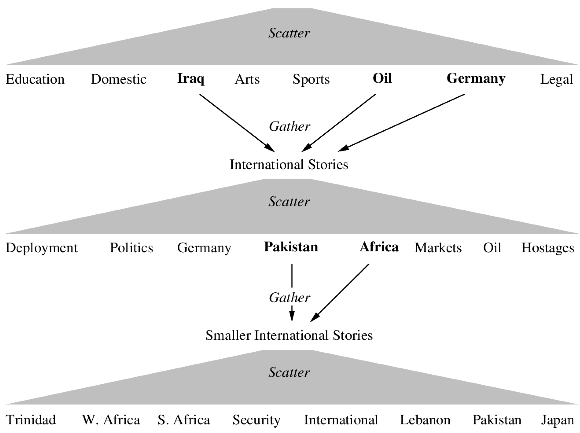 Scatter
Education Domestic Iraq Arts Sports Oil Germany Legal
Gather
International Stories
Scatter
Deployment Politics Germany Pakistan Africa Markets Oil Hostages
Gather
Smaller International Stories
Scatter
Trinidad W. Africa S. Africa Security International Lebanon Pakistan Japan